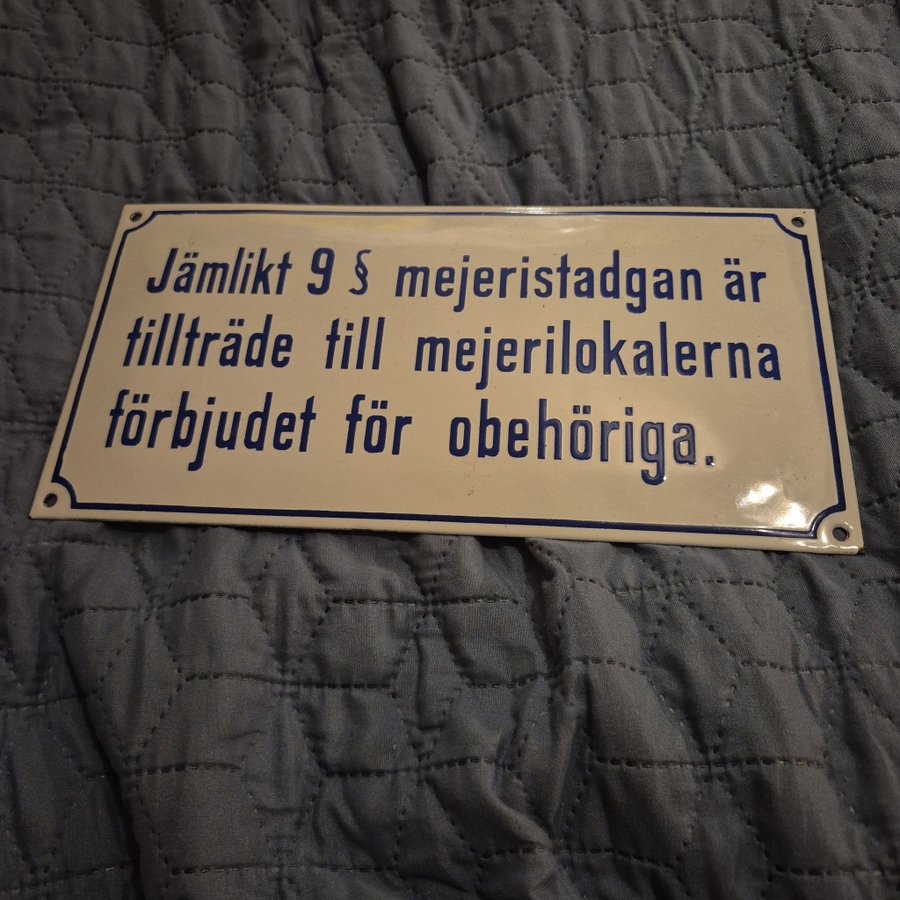 Jämlikt 9 § mejeristadgan är
tillträde till mejerilokalerna
förbjudet för obehöriga.